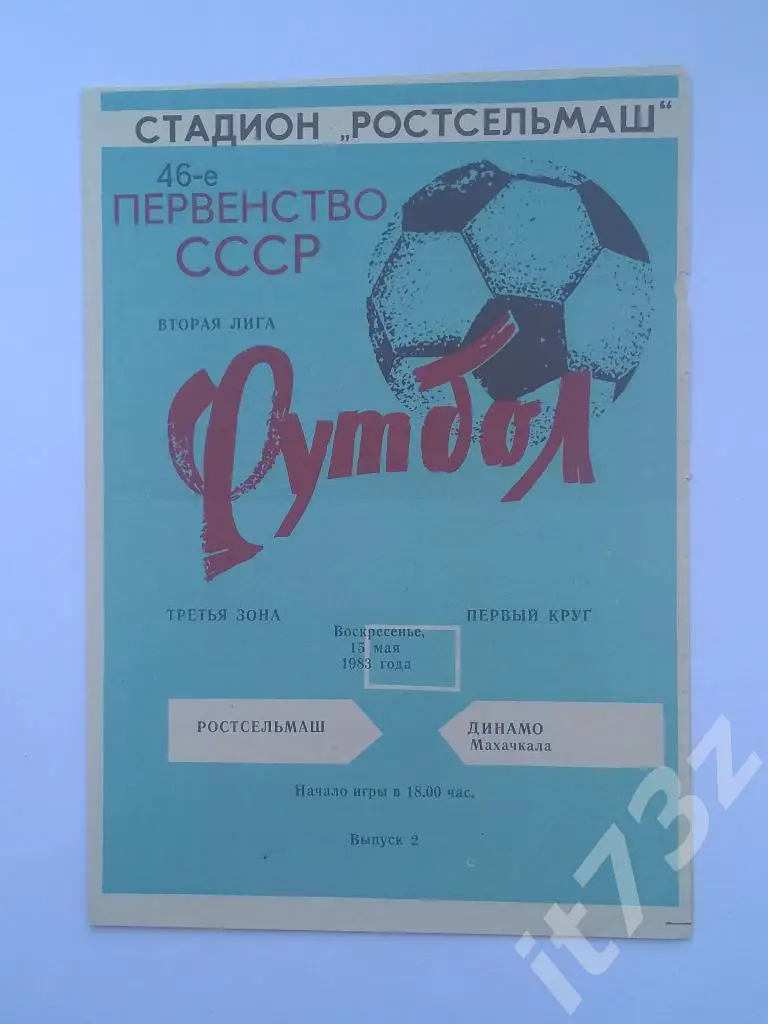 СТАДИОН „РОСТСЕЛЬМАШ“
46-е
ПЕРВЕНСТВО
СССР
ВТОРАЯ ЛИГА
Футбол
ТРЕТЬЯ ЗОНА
ПЕРВЫЙ КРУГ
Воскресенье,
15 мая
1983 года
РОСТСЕЛЬМАШ
ДИНАМО
Махачкала
Начало игры в 18.00 час.
Выпуск 2
it73z